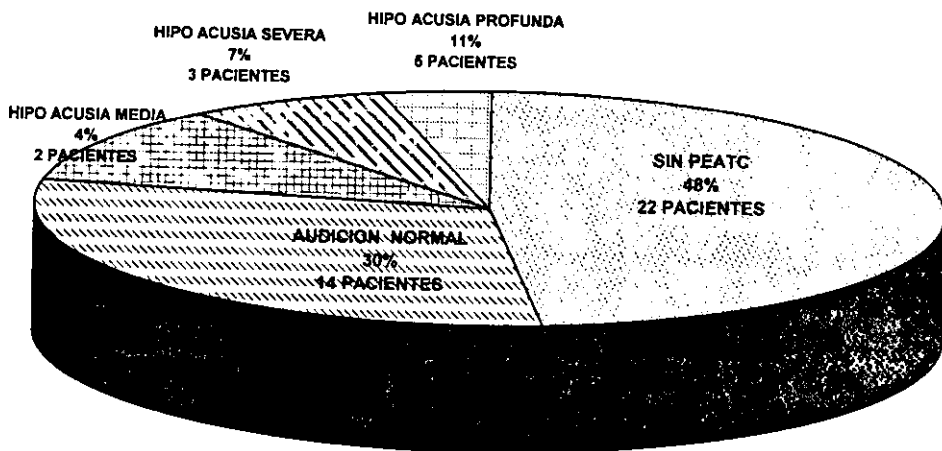 HIPO ACUSIA PROFUNDA
11%
5 PACIENTES
HIPO ACUSIA SEVERA
7%
3 PACIENTES
HIPO ACUSIA MEDIA
4%
2 PACIENTES
SIN PEATC
48%
22 PACIENTES
AUDICION NORMAL
30%
14 PACIENTES